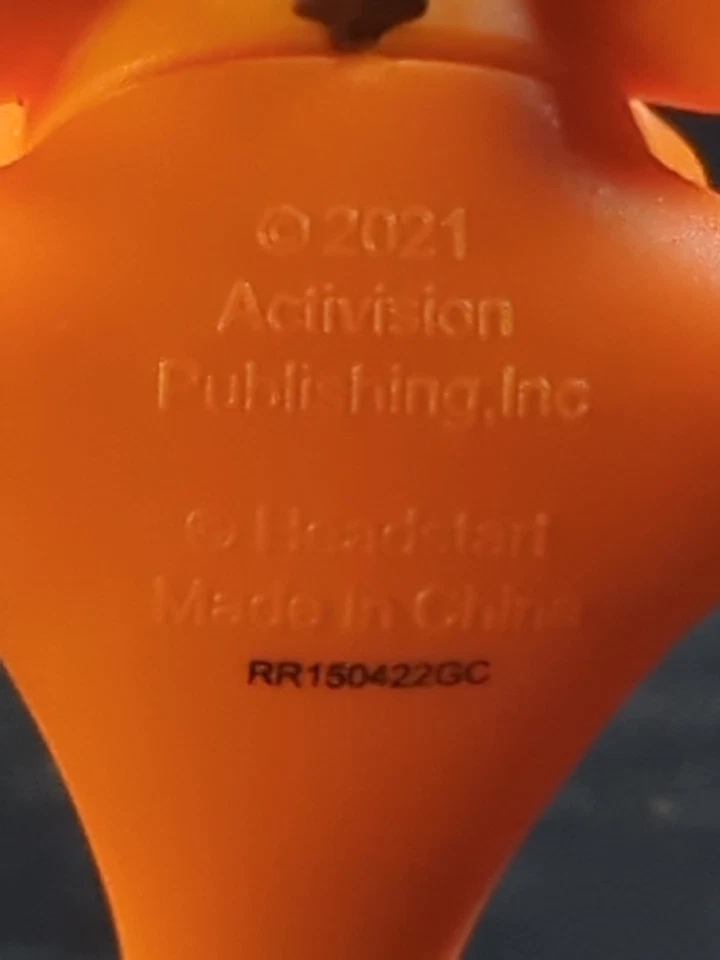 © 2021
Activision
Publishing,Inc
© Headstart
Made in China
RR150422GC